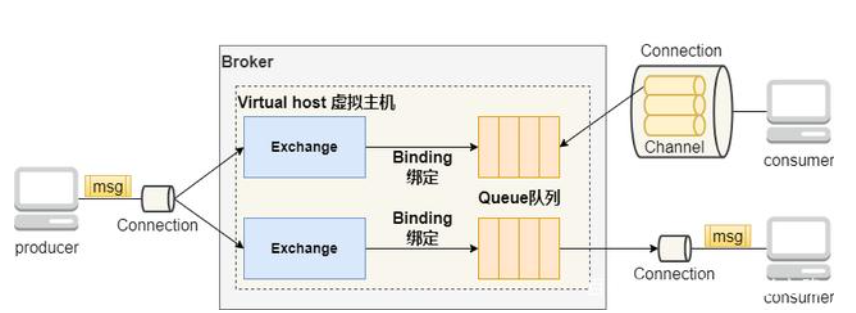 Broker
Connection
Virtual host 虚拟主机
Exchange
Binding
绑定
Channel
consumer
msg
Connection
producer
Queue队列
Exchange
Binding
绑定
msg
Connection
consumer